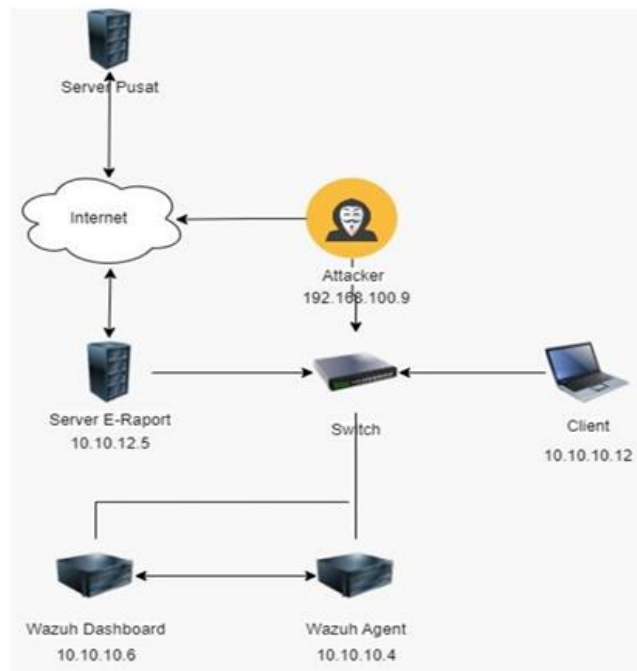 Server Pusat
Internet
Attacker
192.168.100.9
Server E-Raport
10.10.12.5
Switch
Client
10.10.10.12
Wazuh Dashboard
10.10.10.6
Wazuh Agent
10.10.10.4